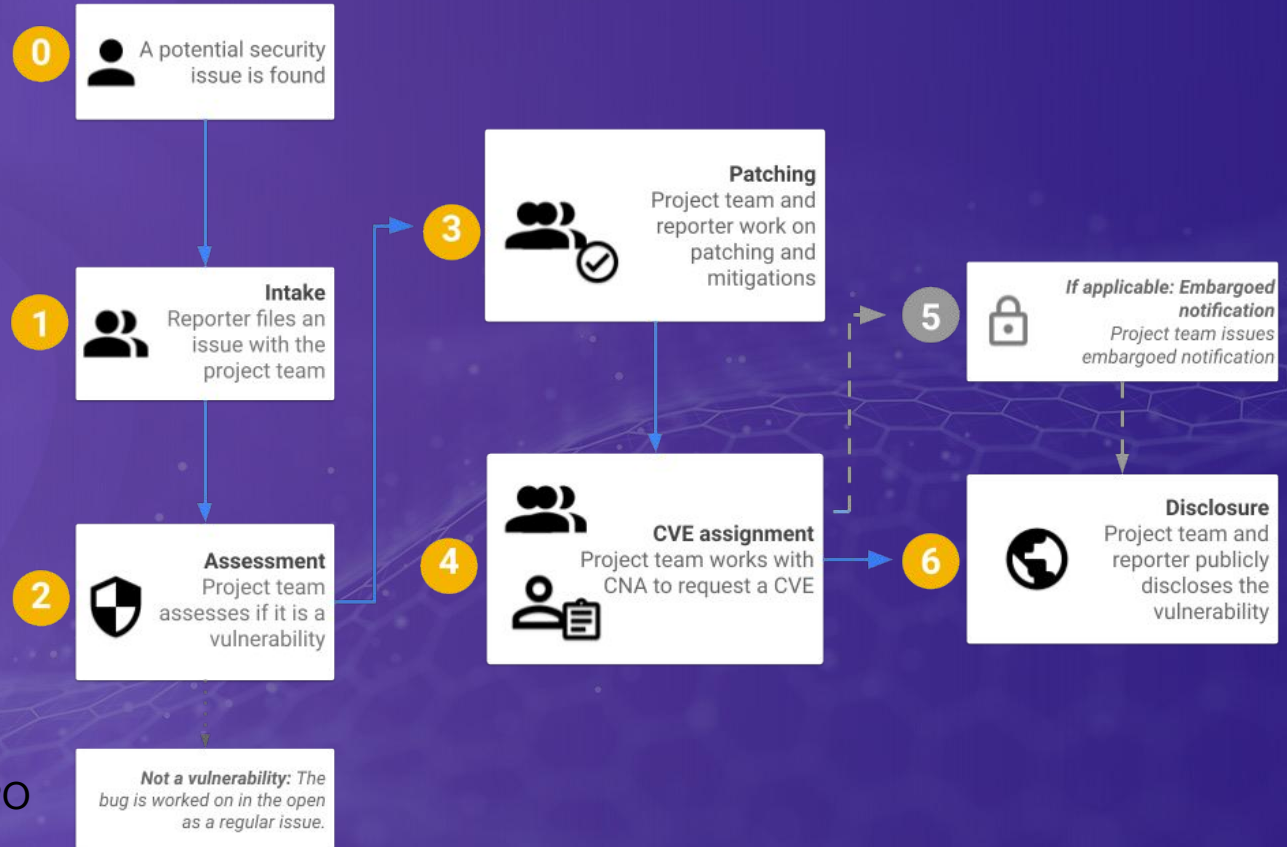 0
A potential security
issue is found
1
Intake
Reporter files an
issue with the
project team
2
Assessment
Project team
assesses if it is a
vulnerability
Not a vulnerability: The
bug is worked on in the open
as a regular issue.
3
Patching
Project team and
reporter work on
patching and
mitigations
4
CVE assignment
Project team works with
CNA to request a CVE
5
If applicable: Embargoed
notification
Project team issues
embargoed notification
6
Disclosure
Project team and
reporter publicly
discloses the
vulnerability